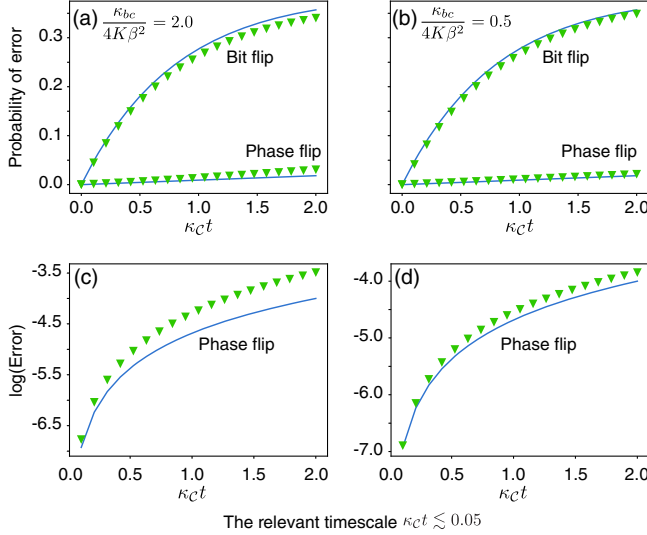 (a) κ_bc / 4Kβ² = 2.0
(b) κ_bc / 4Kβ² = 0.5
Probability of error
0.3
0.2
0.1
0.0
Bit flip
Phase flip
Bit flip
Phase flip
0.0 0.5 1.0 1.5 2.0
0.0 0.5 1.0 1.5 2.0
κ_C t
κ_C t
(c)
(d)
log(Error)
-3.5
-4.5
-5.5
-6.5
Phase flip
-4.0
-5.0
-6.0
-7.0
Phase flip
0.0 0.5 1.0 1.5 2.0
0.0 0.5 1.0 1.5 2.0
κ_C t
κ_C t
The relevant timescale κ_C t ≲ 0.05